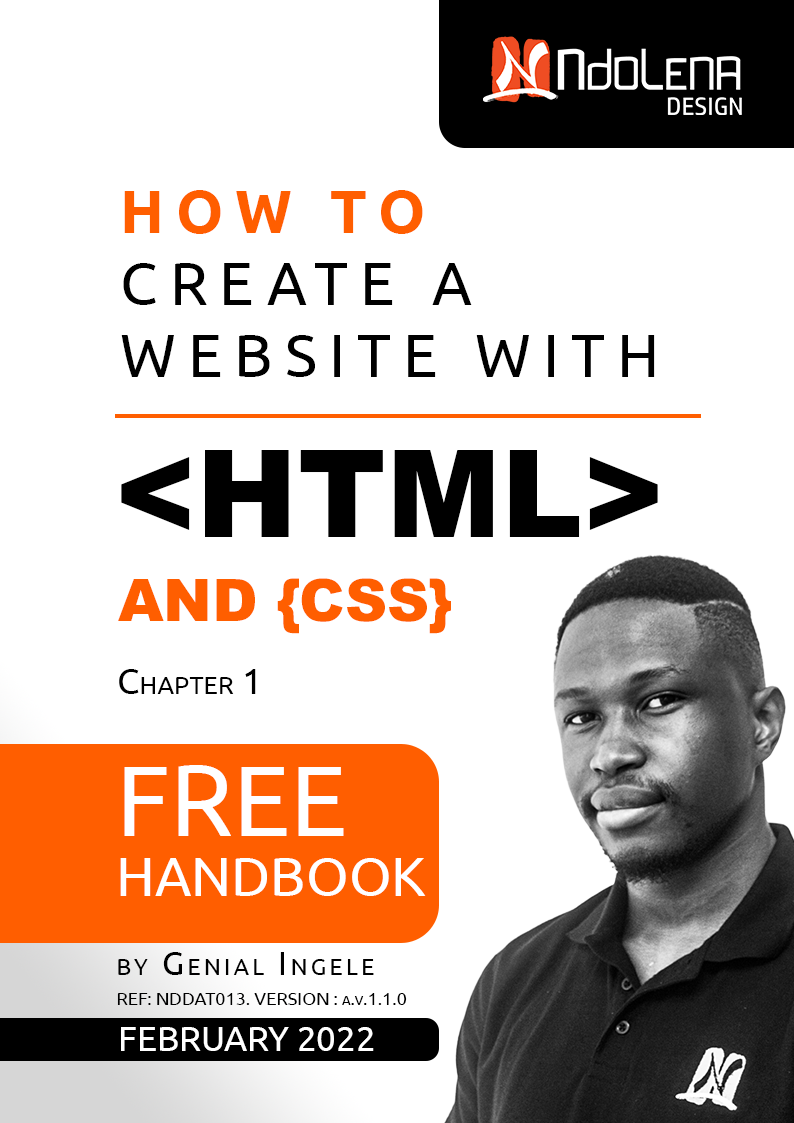 NDOLENA
DESIGN
HOW TO
CREATE A
WEBSITE WITH
<HTML>
AND {CSS}
CHAPTER 1
FREE
HANDBOOK
BY GENIAL INGELE
REF: NDDAT013. VERSION : A.V.1.1.0
FEBRUARY 2022